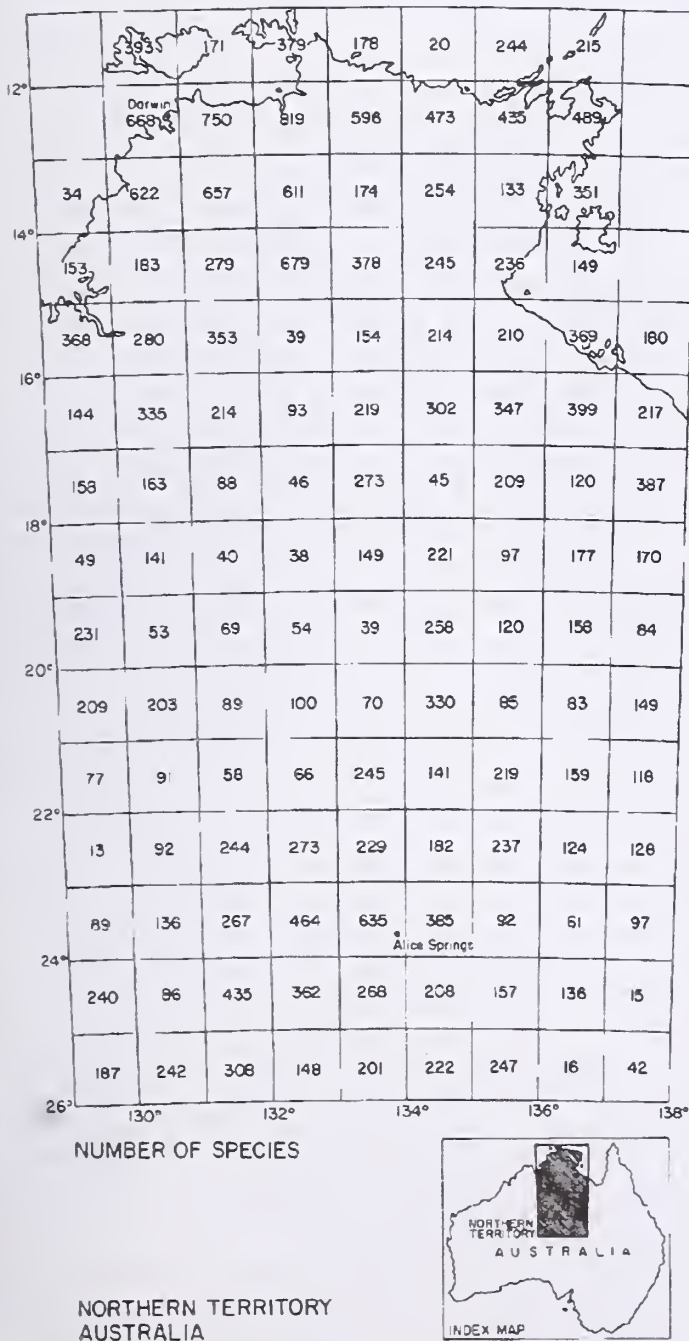 393 171 379 178 20 244 215
12°
Darwin
668 750 819 596 473 435 489
34 622 657 611 174 254 133 351
14°
153 183 279 679 378 245 236 149
368 280 353 39 154 214 210 369 180
16°
144 335 214 93 219 302 347 399 217
158 163 88 46 273 45 209 120 387
18°
49 141 40 38 149 221 97 177 170
231 53 69 54 39 258 120 158 84
20°
209 203 89 100 70 330 85 83 149
77 91 58 66 245 141 219 159 118
22°
13 92 244 273 229 182 237 124 128
89 136 267 464 635 385 92 61 97
Alice Springs
24°
240 96 435 362 268 208 157 136 15
187 242 308 148 201 222 247 16 42
26°
130° 132° 134° 136° 138°
NUMBER OF SPECIES
NORTHERN
TERRITORY
AUSTRALIA
INDEX MAP
NORTHERN TERRITORY
AUSTRALIA